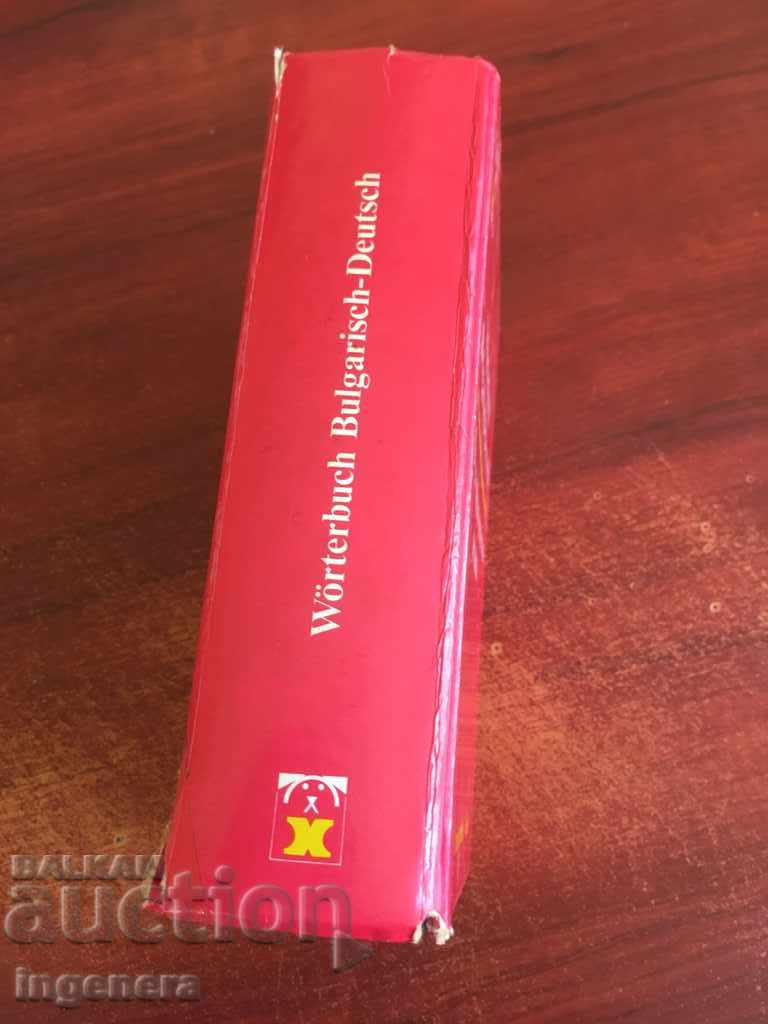 Wörterbuch Bulgarisch-Deutsch
BALKAN
auction
ingenera